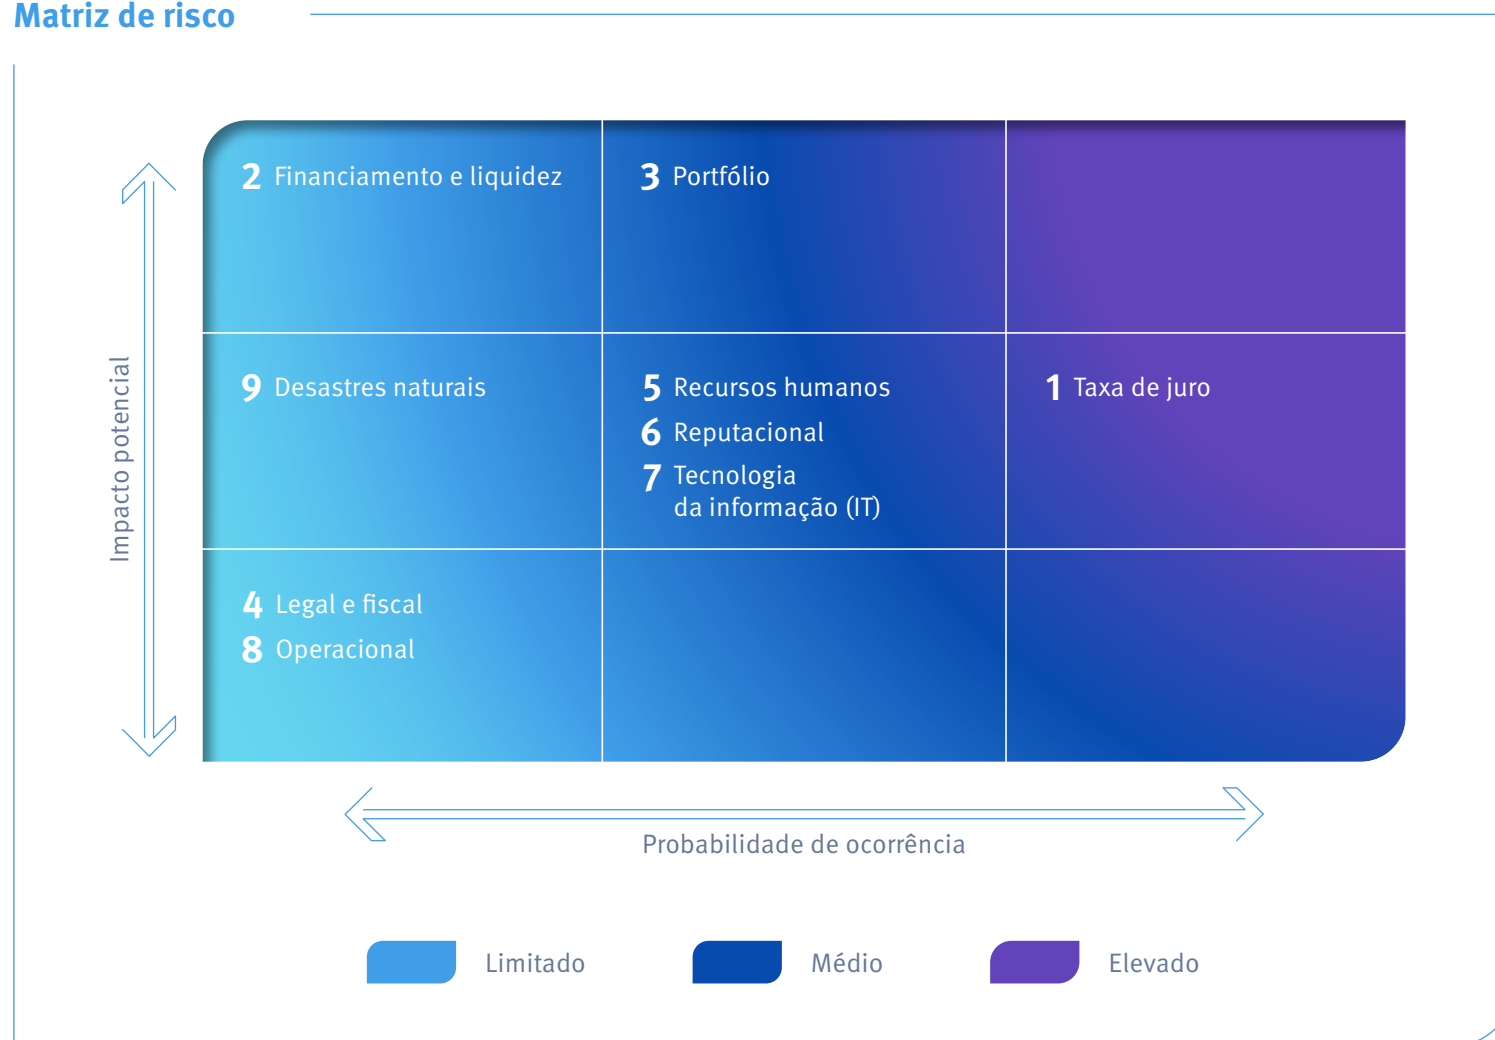 Matriz de risco
2 Financiamento e liquidez
3 Portfólio
9 Desastres naturais
5 Recursos humanos
6 Reputacional
7 Tecnologia
da informação (IT)
1 Taxa de juro
4 Legal e fiscal
8 Operacional
Impacto potencial
Probabilidade de ocorrência
Limitado
Médio
Elevado